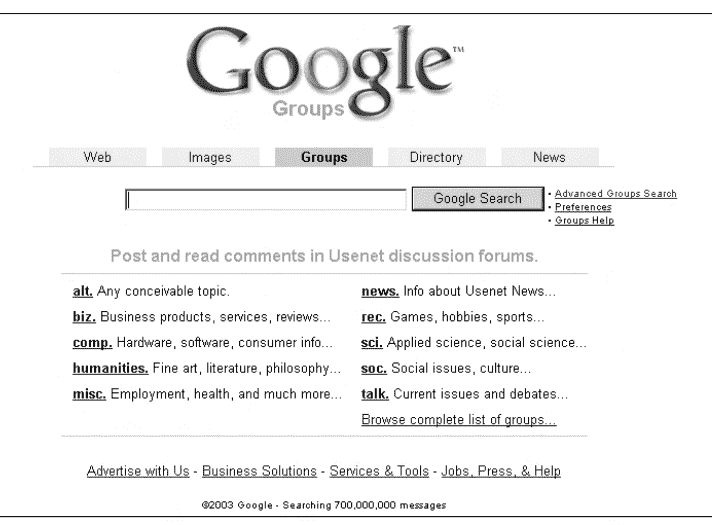 Google™
Groups
Web Images Groups Directory News
Google Search
• Advanced Groups Search
• Preferences
• Groups Help
Post and read comments in Usenet discussion forums.
alt. Any conceivable topic.
biz. Business products, services, reviews...
comp. Hardware, software, consumer info...
humanities. Fine art, literature, philosophy...
misc. Employment, health, and much more...
news. Info about Usenet News...
rec. Games, hobbies, sports...
sci. Applied science, social science...
soc. Social issues, culture...
talk. Current issues and debates...
Browse complete list of groups...
Advertise with Us - Business Solutions - Services & Tools - Jobs, Press, & Help
©2003 Google - Searching 700,000,000 messages